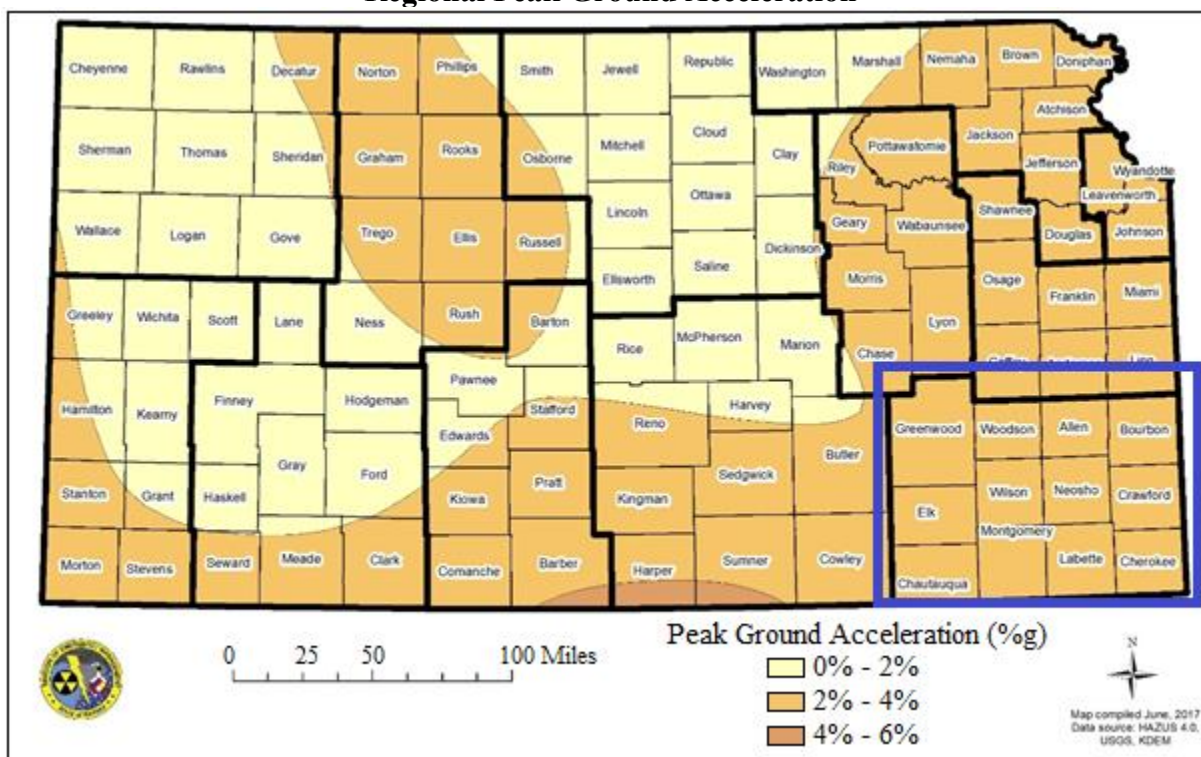 Regional Peak Ground Acceleration
Cheyenne Rawlins Decatur Norton Phillips Smith Jewell Republic Washington Marshall Nemaha Brown Doniphan
Atchison
Sherman Thomas Sheridan Graham Rooks Osborne Mitchell Cloud Clay Riley Pottawatomie Jackson Jefferson
Wyandotte
Leavenworth
Wallace Logan Gove Trego Ellis Russell Lincoln Ottawa Dickinson Geary Wabaunsee Shawnee Douglas Johnson
Ellsworth Saline Morris Osage Franklin Miami
Greeley Wichita Scott Lane Ness Rush Barton Rice McPherson Marion Chase Lyon Coffey Anderson Linn
Hamilton Kearny Finney Hodgeman Pawnee Stafford Edwards Reno Harvey Butler Greenwood Woodson Allen Bourbon
Stanton Grant Haskell Gray Ford Kiowa Pratt Kingman Sedgwick Elk Wilson Neosho Crawford
Montgomery
Morton Stevens Seward Meade Clark Comanche Barber Harper Sumner Cowley Chautauqua Labette Cherokee
0 25 50 100 Miles
Peak Ground Acceleration (%g)
0% - 2%
2% - 4%
4% - 6%
N
Map compiled June, 2017
Data source: HAZUS 4.0,
USGS, KDEM